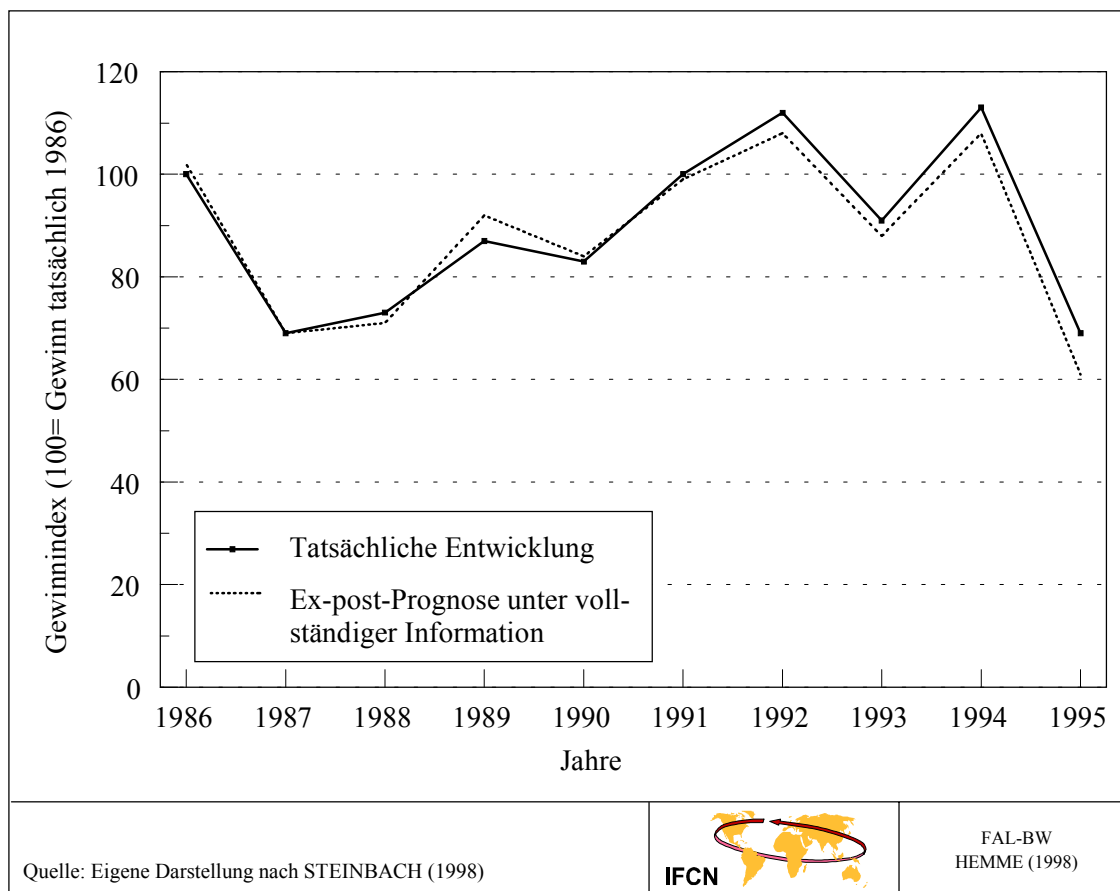 Gewinnindex (100= Gewinn tatsächlich 1986)
120
100
80
60
40
20
0
Tatsächliche Entwicklung
Ex-post-Prognose unter voll-
ständiger Information
1986 1987 1988 1989 1990 1991 1992 1993 1994 1995
Jahre
Quelle: Eigene Darstellung nach STEINBACH (1998)
IFCN
FAL-BW
HEMME (1998)